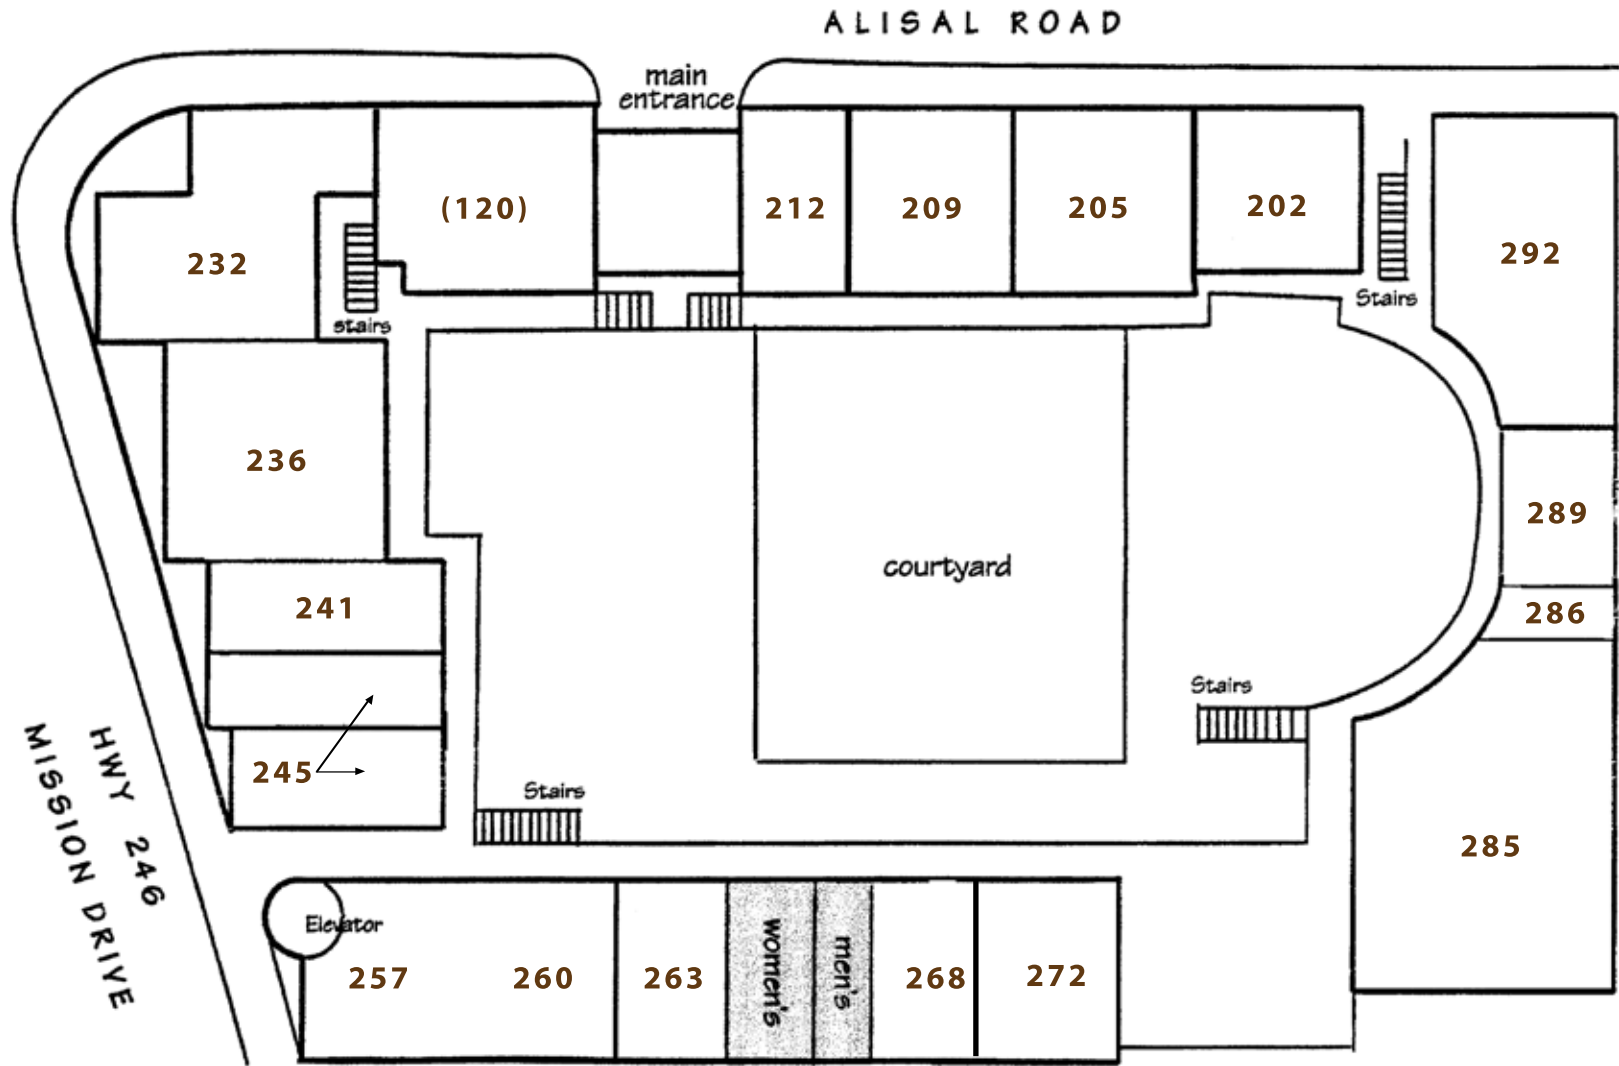 ALISAL ROAD
main
entrance
(120)
212
209
205
202
292
232
stairs
Stairs
236
289
courtyard
241
286
Stairs
245
Stairs
285
HWY 246
MISSION DRIVE
Elevator
257
260
263
women's
men's
268
272